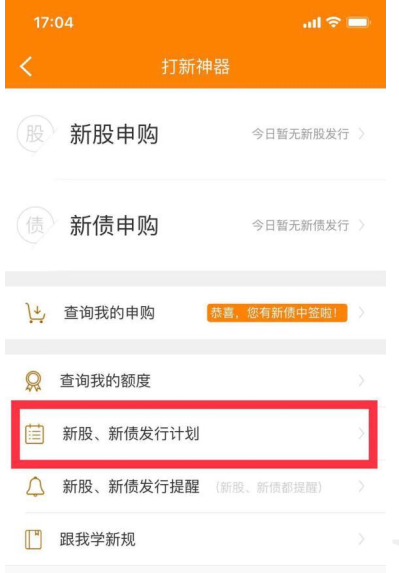 17:04
打新神器
股 新股申购 今日暂无新股发行
债 新债申购 今日暂无新债发行
查询我的申购 恭喜，您有新债中签啦！
查询我的额度
新股、新债发行计划
新股、新债发行提醒 （新股、新债都提醒）
跟我学新规